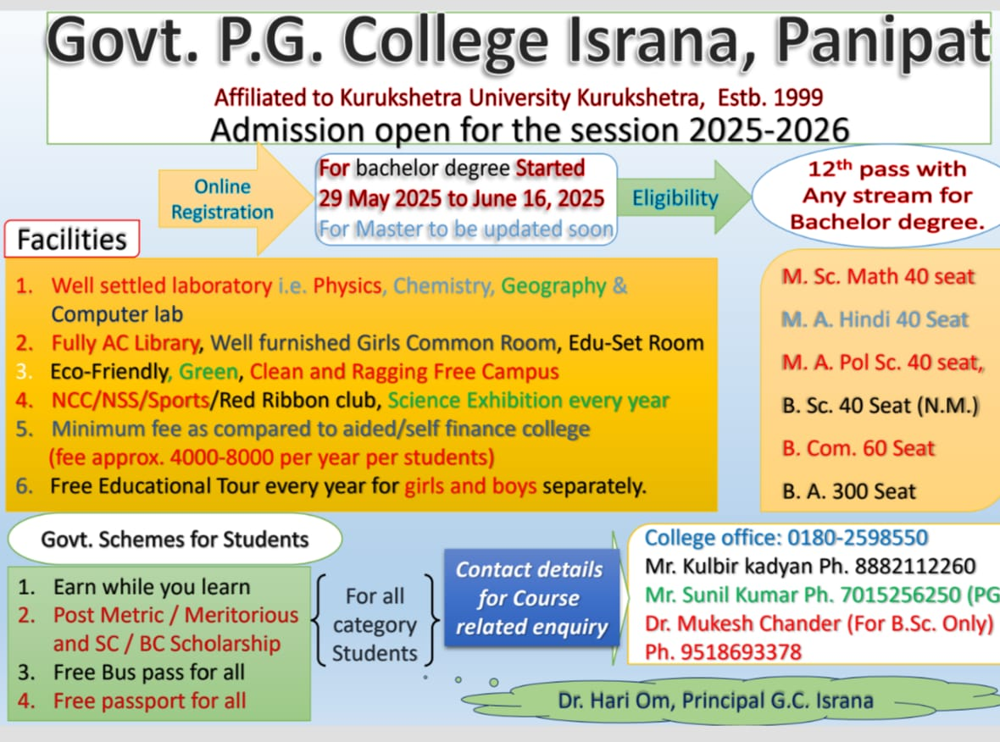 Govt. P.G. College Israna, Panipat
Affiliated to Kurukshetra University Kurukshetra, Estb. 1999
Admission open for the session 2025-2026
Online
Registration
For bachelor degree Started
29 May 2025 to June 16, 2025
For Master to be updated soon
Eligibility
12th pass with
Any stream for
Bachelor degree.
Facilities
1. Well settled laboratory i.e. Physics, Chemistry, Geography &
Computer lab
2. Fully AC Library, Well furnished Girls Common Room, Edu-Set Room
3. Eco-Friendly, Green, Clean and Ragging Free Campus
4. NCC/NSS/Sports/Red Ribbon club, Science Exhibition every year
5. Minimum fee as compared to aided/self finance college
(fee approx. 4000-8000 per year per students)
6. Free Educational Tour every year for girls and boys separately.
M. Sc. Math 40 seat
M. A. Hindi 40 Seat
M. A. Pol Sc. 40 seat,
B. Sc. 40 Seat (N.M.)
B. Com. 60 Seat
B. A. 300 Seat
Govt. Schemes for Students
1. Earn while you learn
2. Post Metric / Meritorious
and SC / BC Scholarship
3. Free Bus pass for all
4. Free passport for all
For all
category
Students
Contact details
for Course
related enquiry
College office: 0180-2598550
Mr. Kulbir kadyan Ph. 8882112260
Mr. Sunil Kumar Ph. 7015256250 (PG
Dr. Mukesh Chander (For B.Sc. Only)
Ph. 9518693378
Dr. Hari Om, Principal G.C. Israna